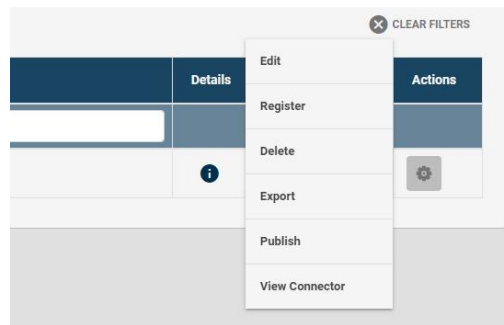 CLEAR FILTERS
Details
Actions
Edit
Register
Delete
Export
Publish
View Connector